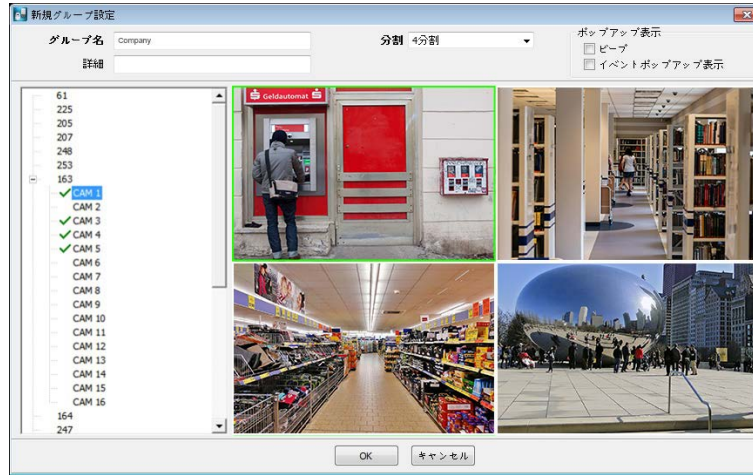 新規グループ設定
グループ名 Company
分割 4分割
ポップアップ表示
ビープ
イベントポップアップ表示
詳細
61
225
205
207
248
253
163
CAM 1
CAM 2
CAM 3
CAM 4
CAM 5
CAM 6
CAM 7
CAM 8
CAM 9
CAM 10
CAM 11
CAM 12
CAM 13
CAM 14
CAM 15
CAM 16
164
247
Geldautomat
OK
キャンセル